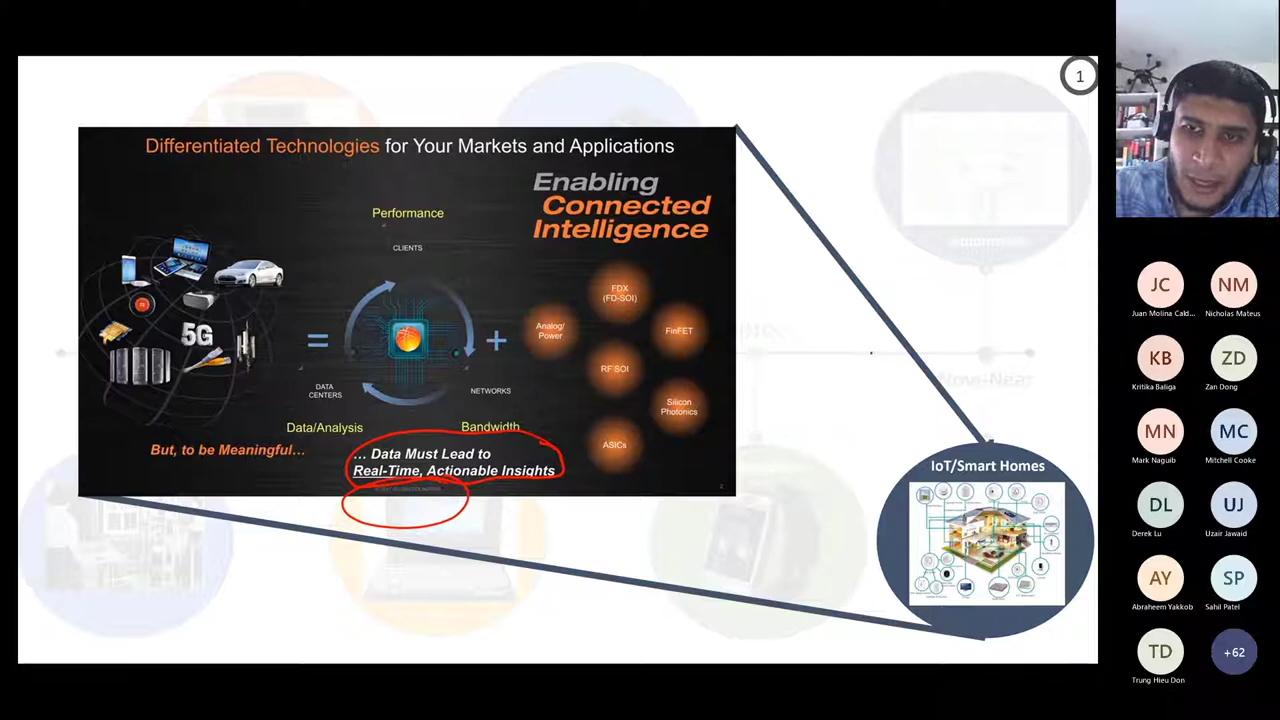 1
Differentiated Technologies for Your Markets and Applications
Enabling
Connected
Intelligence
Performance
CLIENTS
5G
=
+
Analog/
Power
FDX
(FD-SOI)
FinFET
RF SOI
Silicon
Photonics
ASICs
DATA
CENTERS
NETWORKS
Data/Analysis
Bandwidth
But, to be Meaningful…
… Data Must Lead to
Real-Time, Actionable Insights
2
IoT/Smart Homes
JC
Juan Molina Cald...
NM
Nicholas Mateus
KB
Kritika Baliga
ZD
Zan Dong
MN
Mark Naguib
MC
Mitchell Cooke
DL
Derek Lu
UJ
Uzair Jawaid
AY
Abraheem Yakkob
SP
Sahil Patel
TD
Trung Hieu Don
+62